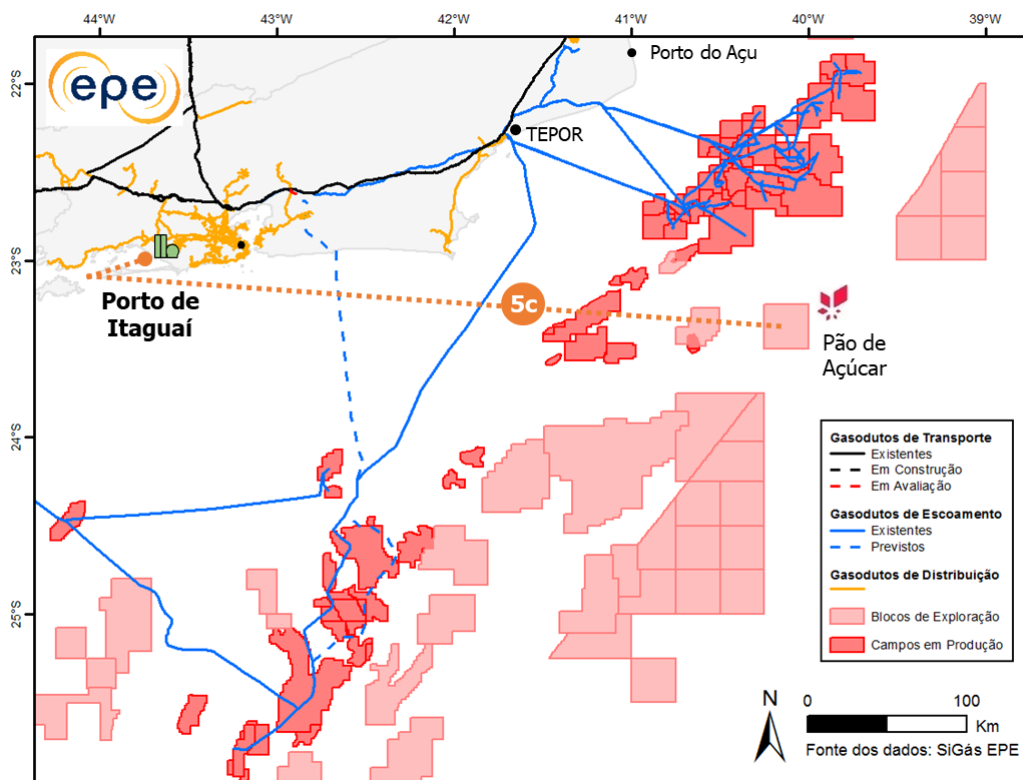 44°W
43°W
42°W
41°W
40°W
39°W
22°S
23°S
24°S
25°S
epe
Porto do Açu
TEPOR
Porto de
Itaguaí
5c
Pão de
Açúcar
Gasodutos de Transporte
Existentes
Em Construção
Em Avaliação
Gasodutos de Escoamento
Existentes
Previstos
Gasodutos de Distribuição
Blocos de Exploração
Campos em Produção
N
0
100
Km
Fonte dos dados: SiGás EPE